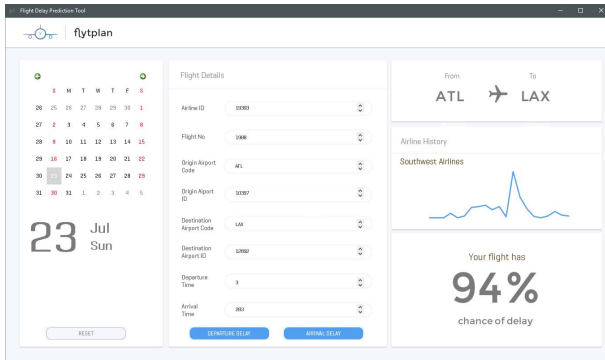 Flight Delay Prediction Tool
flytplan
S M T W T F S
26 25 26 27 28 29 30 1
27 2 3 4 5 6 7 8
28 9 10 11 12 13 14 15
29 16 17 18 19 20 21 22
30 23 24 25 26 27 28 29
31 30 31 1 2 3 4 5
23 Jul
Sun
RESET
Flight Details
Airline ID 19393
Flight No 1988
Origin Airport
Code ATL
Origin Aiport
ID 10397
Destination
Airport Code LAX
Destination
Airport ID 12892
Departure
Time 3
Arrival
Time
DEPARTURE DELAY ARRIVAL DELAY
From To
ATL LAX
Airline History
Southwest Airlines
Your flight has
94%
chance of delay